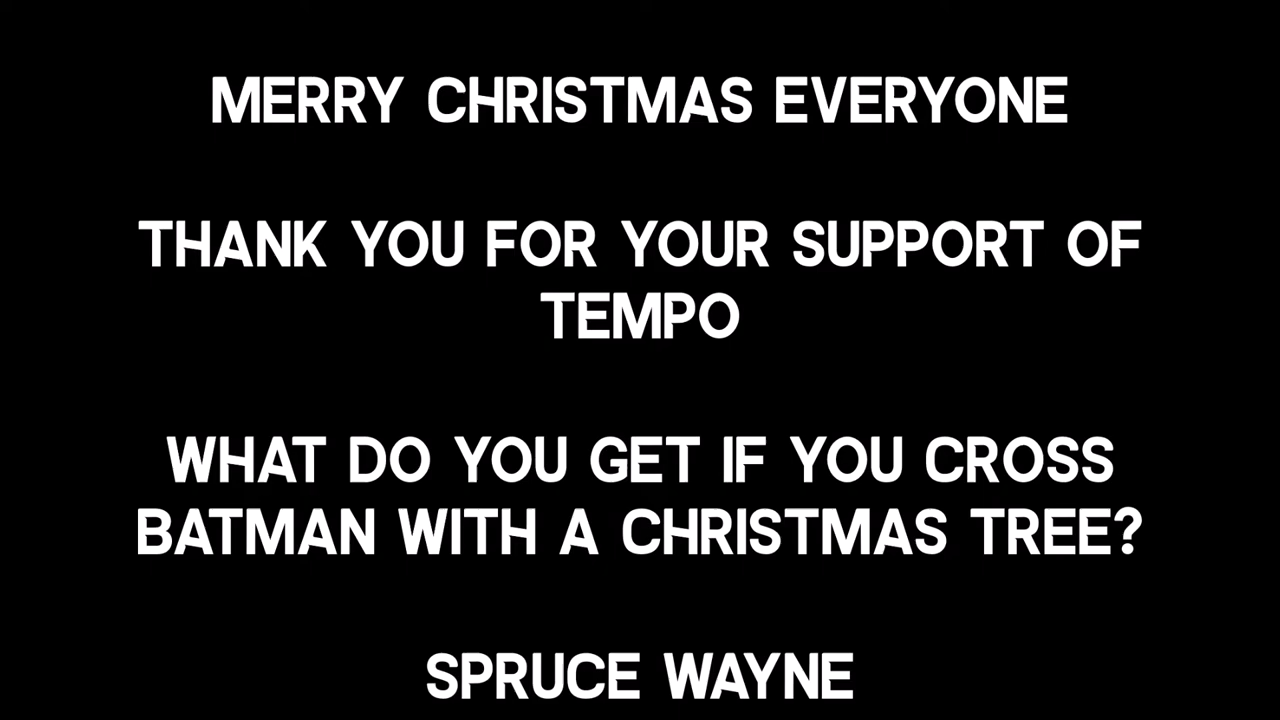 MERRY CHRISTMAS EVERYONE
THANK YOU FOR YOUR SUPPORT OF
TEMPO
WHAT DO YOU GET IF YOU CROSS
BATMAN WITH A CHRISTMAS TREE?
SPRUCE WAYNE